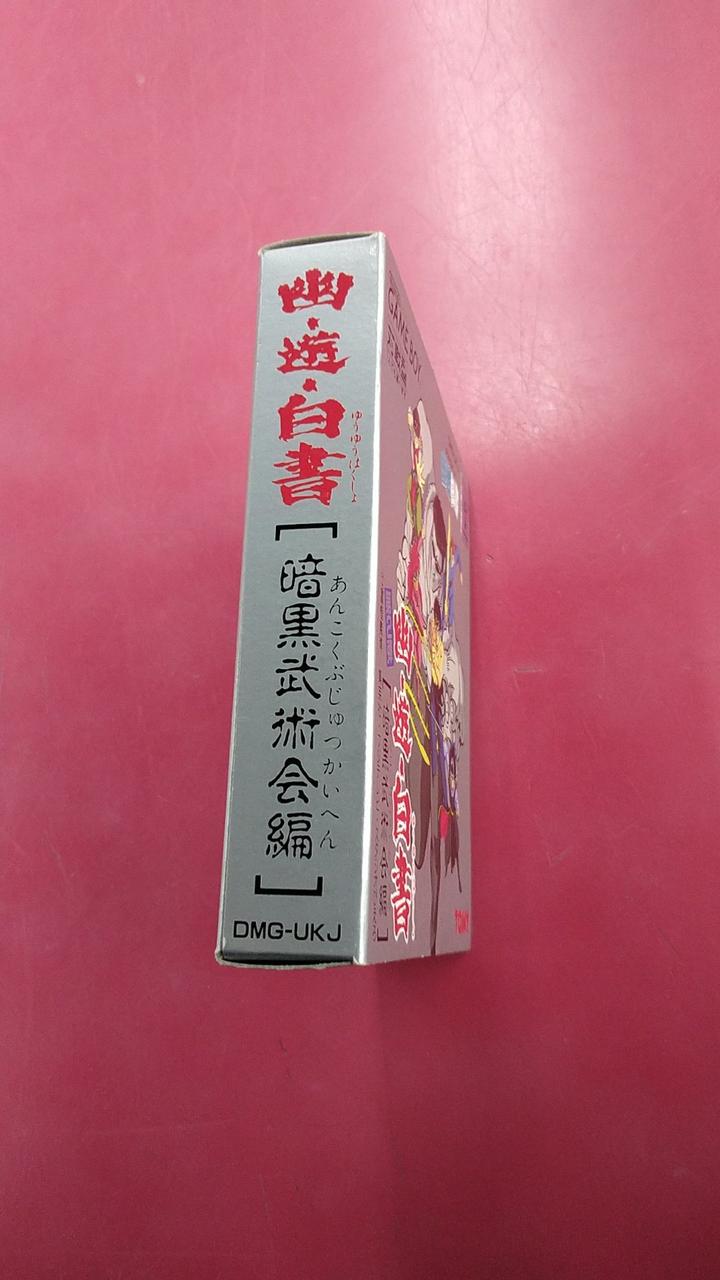 幽・遊・白書
ゆうゆうはくしょ
[暗黒武術会編]
あんこくぶじゅつかいへん
DMG-UKJ
GAME BOY
幽・遊・白書
TOMY